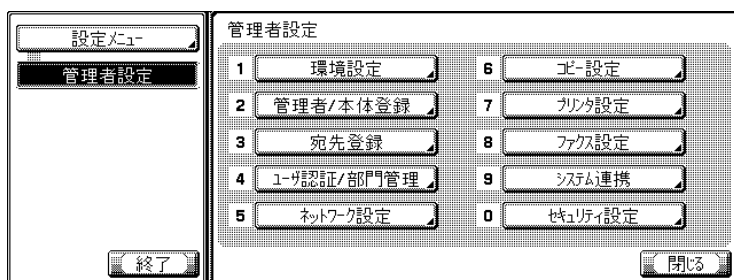 設定メニュー
管理者設定
終了
管理者設定
1 環境設定
2 管理者/本体登録
3 宛先登録
4 ユーザ認証/部門管理
5 ネットワーク設定
6 コピー設定
7 プリンタ設定
8 ファクス設定
9 システム連携
0 セキュリティ設定
閉じる